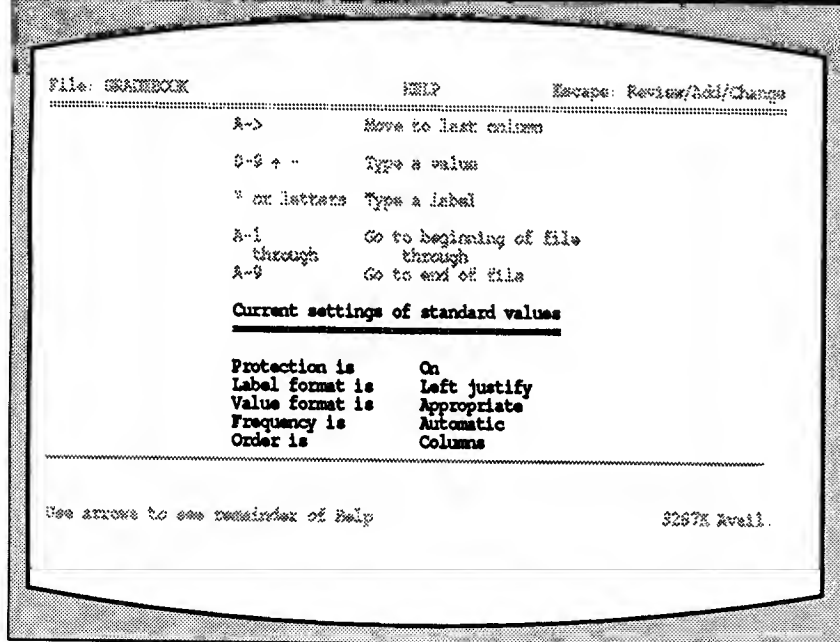 File: GRADEBOOK HELP Escape: Review/Add/Change
A-> Move to last column
0-9 + - Type a value
" or letters Type a label
A-1 Go to beginning of file
through through
A-9 Go to end of file
Current settings of standard values
Protection is On
Label format is Left justify
Value format is Appropriate
Frequency is Automatic
Order is Columns
Use arrows to see remainder of Help Avail.